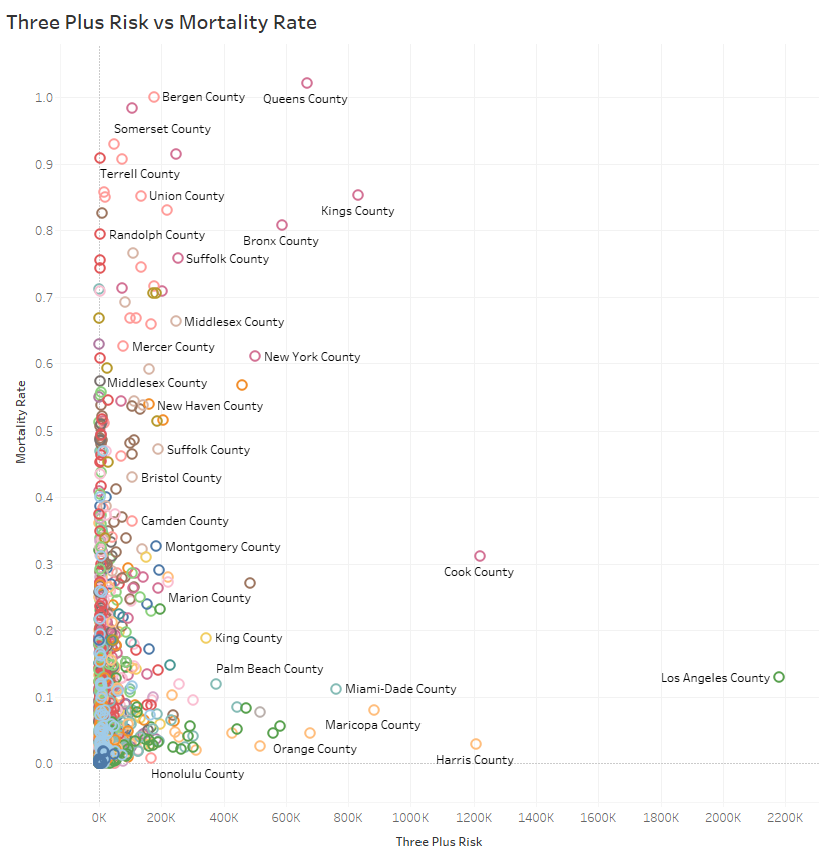 Three Plus Risk vs Mortality Rate
1.0
Bergen County
Queens County
Somerset County
0.9
Terrell County
Union County
Kings County
0.8
Randolph County
Bronx County
Suffolk County
0.7
Middlesex County
Mercer County
New York County
0.6
Middlesex County
New Haven County
0.5
Suffolk County
Bristol County
0.4
Camden County
Montgomery County
0.3
Cook County
Marion County
0.2
King County
Palm Beach County
Los Angeles County
Miami-Dade County
0.1
Maricopa County
Orange County
Harris County
0.0
Honolulu County
Mortality Rate
0K 200K 400K 600K 800K 1000K 1200K 1400K 1600K 1800K 2000K 2200K
Three Plus Risk